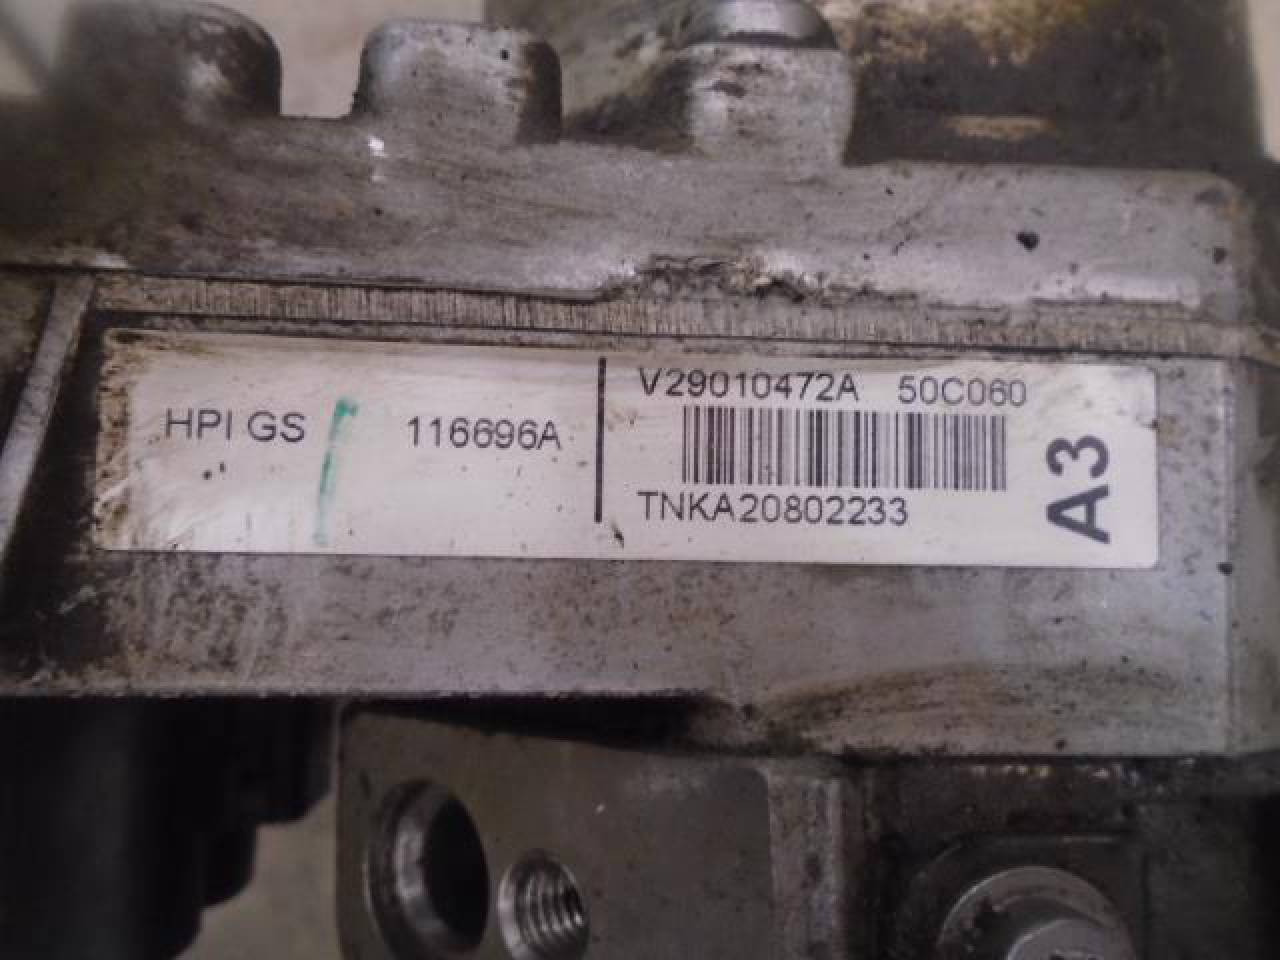 HPI GS 116696A
V29010472A 50C060
TNKA20802233
A3